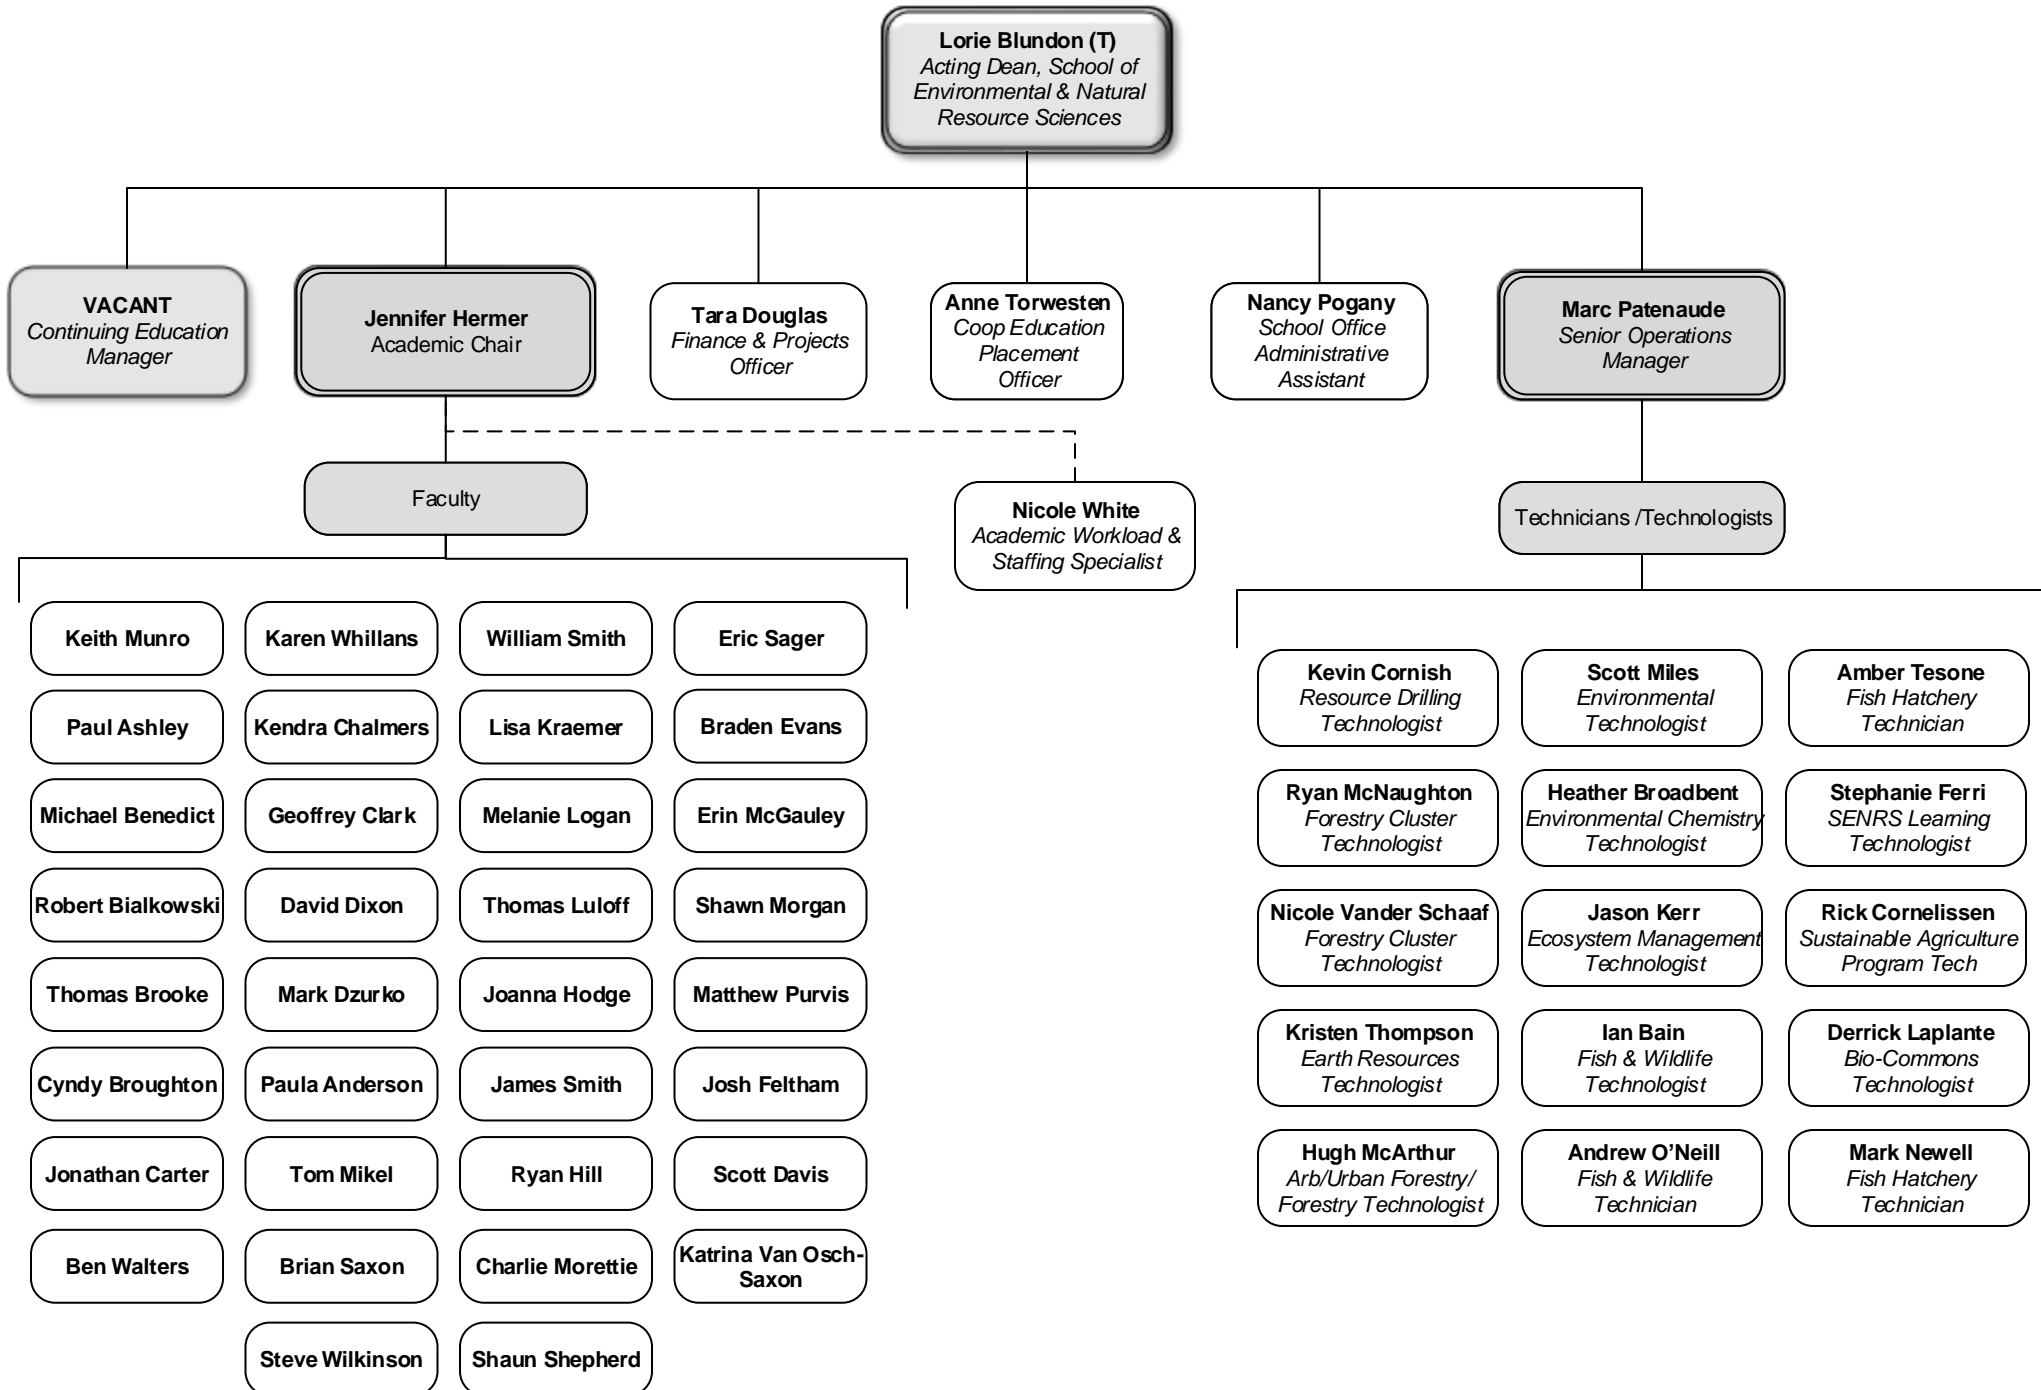 Lorie Blundon (T)
Acting Dean, School of
Environmental & Natural
Resource Sciences
VACANT
Continuing Education
Manager
Jennifer Hermer
Academic Chair
Tara Douglas
Finance & Projects
Officer
Anne Torwesten
Coop Education
Placement
Officer
Nancy Pogany
School Office
Administrative
Assistant
Marc Patenaude
Senior Operations
Manager
Faculty
Nicole White
Academic Workload &
Staffing Specialist
Technicians /Technologists
Keith Munro
Karen Whillans
William Smith
Eric Sager
Paul Ashley
Kendra Chalmers
Lisa Kraemer
Braden Evans
Michael Benedict
Geoffrey Clark
Melanie Logan
Erin McGauley
Robert Bialkowski
David Dixon
Thomas Luloff
Shawn Morgan
Thomas Brooke
Mark Dzurko
Joanna Hodge
Matthew Purvis
Cyndy Broughton
Paula Anderson
James Smith
Josh Feltham
Jonathan Carter
Tom Mikel
Ryan Hill
Scott Davis
Ben Walters
Brian Saxon
Charlie Morettie
Katrina Van Osch-
Saxon
Steve Wilkinson
Shaun Shepherd
Kevin Cornish
Resource Drilling
Technologist
Scott Miles
Environmental
Technologist
Amber Tesone
Fish Hatchery
Technician
Ryan McNaughton
Forestry Cluster
Technologist
Heather Broadbent
Environmental Chemistry
Technologist
Stephanie Ferri
SENRS Learning
Technologist
Nicole Vander Schaaf
Forestry Cluster
Technologist
Jason Kerr
Ecosystem Management
Technologist
Rick Cornelissen
Sustainable Agriculture
Program Tech
Kristen Thompson
Earth Resources
Technologist
Ian Bain
Fish & Wildlife
Technologist
Derrick Laplante
Bio-Commons
Technologist
Hugh McArthur
Arb/Urban Forestry/
Forestry Technologist
Andrew O’Neill
Fish & Wildlife
Technician
Mark Newell
Fish Hatchery
Technician